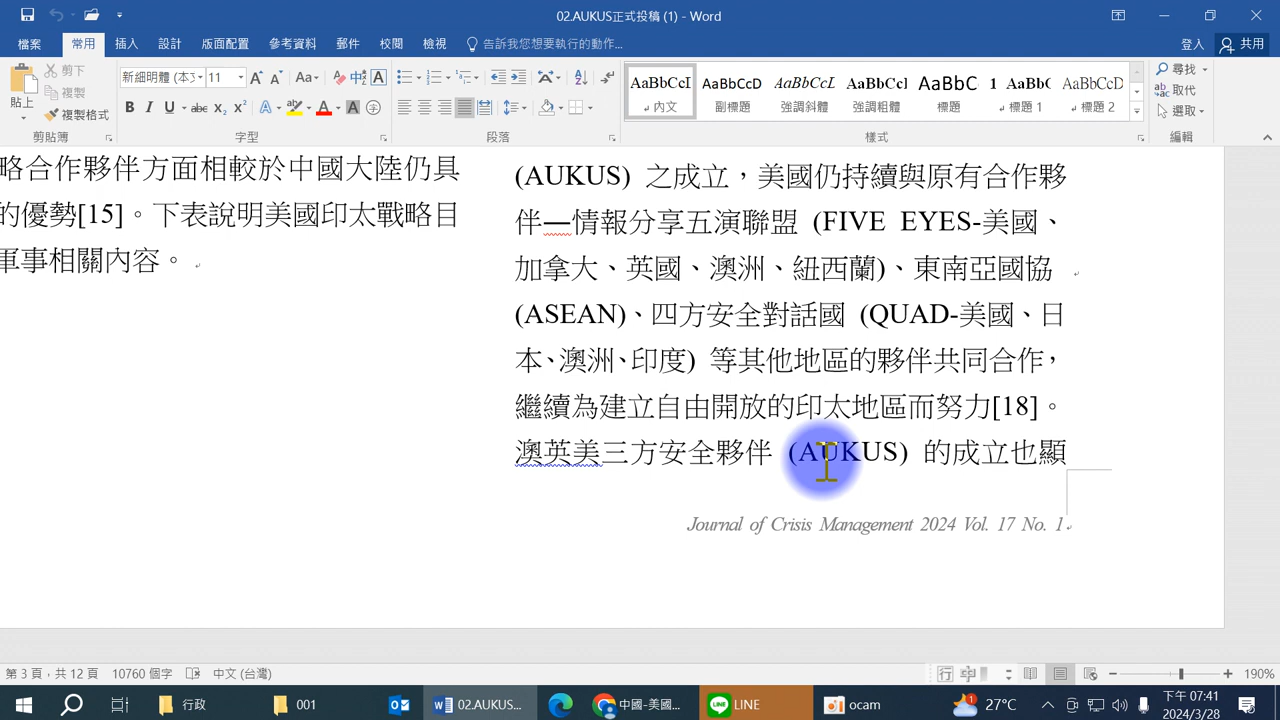 02.AUKUS正式投稿 (1) - Word
檔案 常用 插入 設計 版面配置 參考資料 郵件 校閱 檢視 告訴我您想要執行的動作... 登入 共用
貼上
剪下
複製
複製格式
新細明體 (本文 11
AaBbCcI AaBbCcD AaBbCcI AaBbCcI AaBbC 1 AaBb( AaBbCcD
內文 副標題 強調斜體 強調粗體 標題 標題 1 標題 2
尋找
取代
選取
剪貼簿 字型 段落 樣式 編輯
略合作夥伴方面相較於中國大陸仍具
的優勢[15]。下表說明美國印太戰略目
軍事相關內容。
(AUKUS) 之成立，美國仍持續與原有合作夥
伴—情報分享五演聯盟 (FIVE EYES-美國、
加拿大、英國、澳洲、紐西蘭)、東南亞國協
(ASEAN)、四方安全對話國 (QUAD-美國、日
本、澳洲、印度) 等其他地區的夥伴共同合作，
繼續為建立自由開放的印太地區而努力[18]。
澳英美三方安全夥伴 (AUKUS) 的成立也顯
Journal of Crisis Management 2024 Vol. 17 No. 1
第 3 頁，共 12 頁 10760 個字 中文 (台灣) 190%
行政 001 02.AUKUS... 中國-美國... LINE ocam 27°C 下午 07:41
2024/3/28